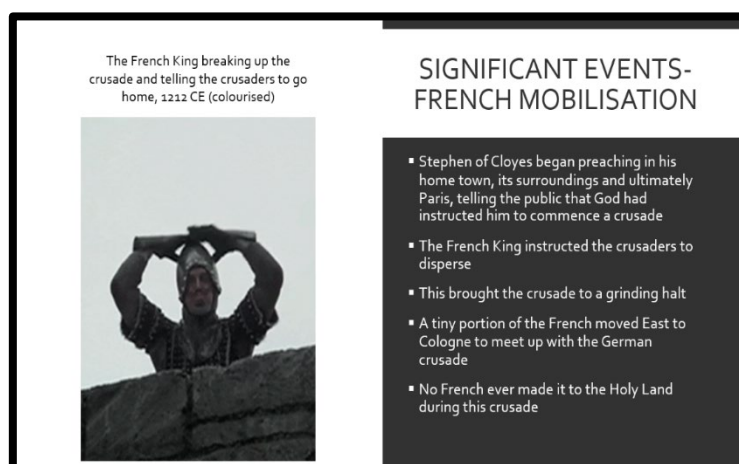 The French King breaking up the
crusade and telling the crusaders to go
home, 1212 CE (colourised)
SIGNIFICANT EVENTS-
FRENCH MOBILISATION
▪ Stephen of Cloyes began preaching in his
home town, its surroundings and ultimately
Paris, telling the public that God had
instructed him to commence a crusade
▪ The French King instructed the crusaders to
disperse
▪ This brought the crusade to a grinding halt
▪ A tiny portion of the French moved East to
Cologne to meet up with the German
crusade
▪ No French ever made it to the Holy Land
during this crusade